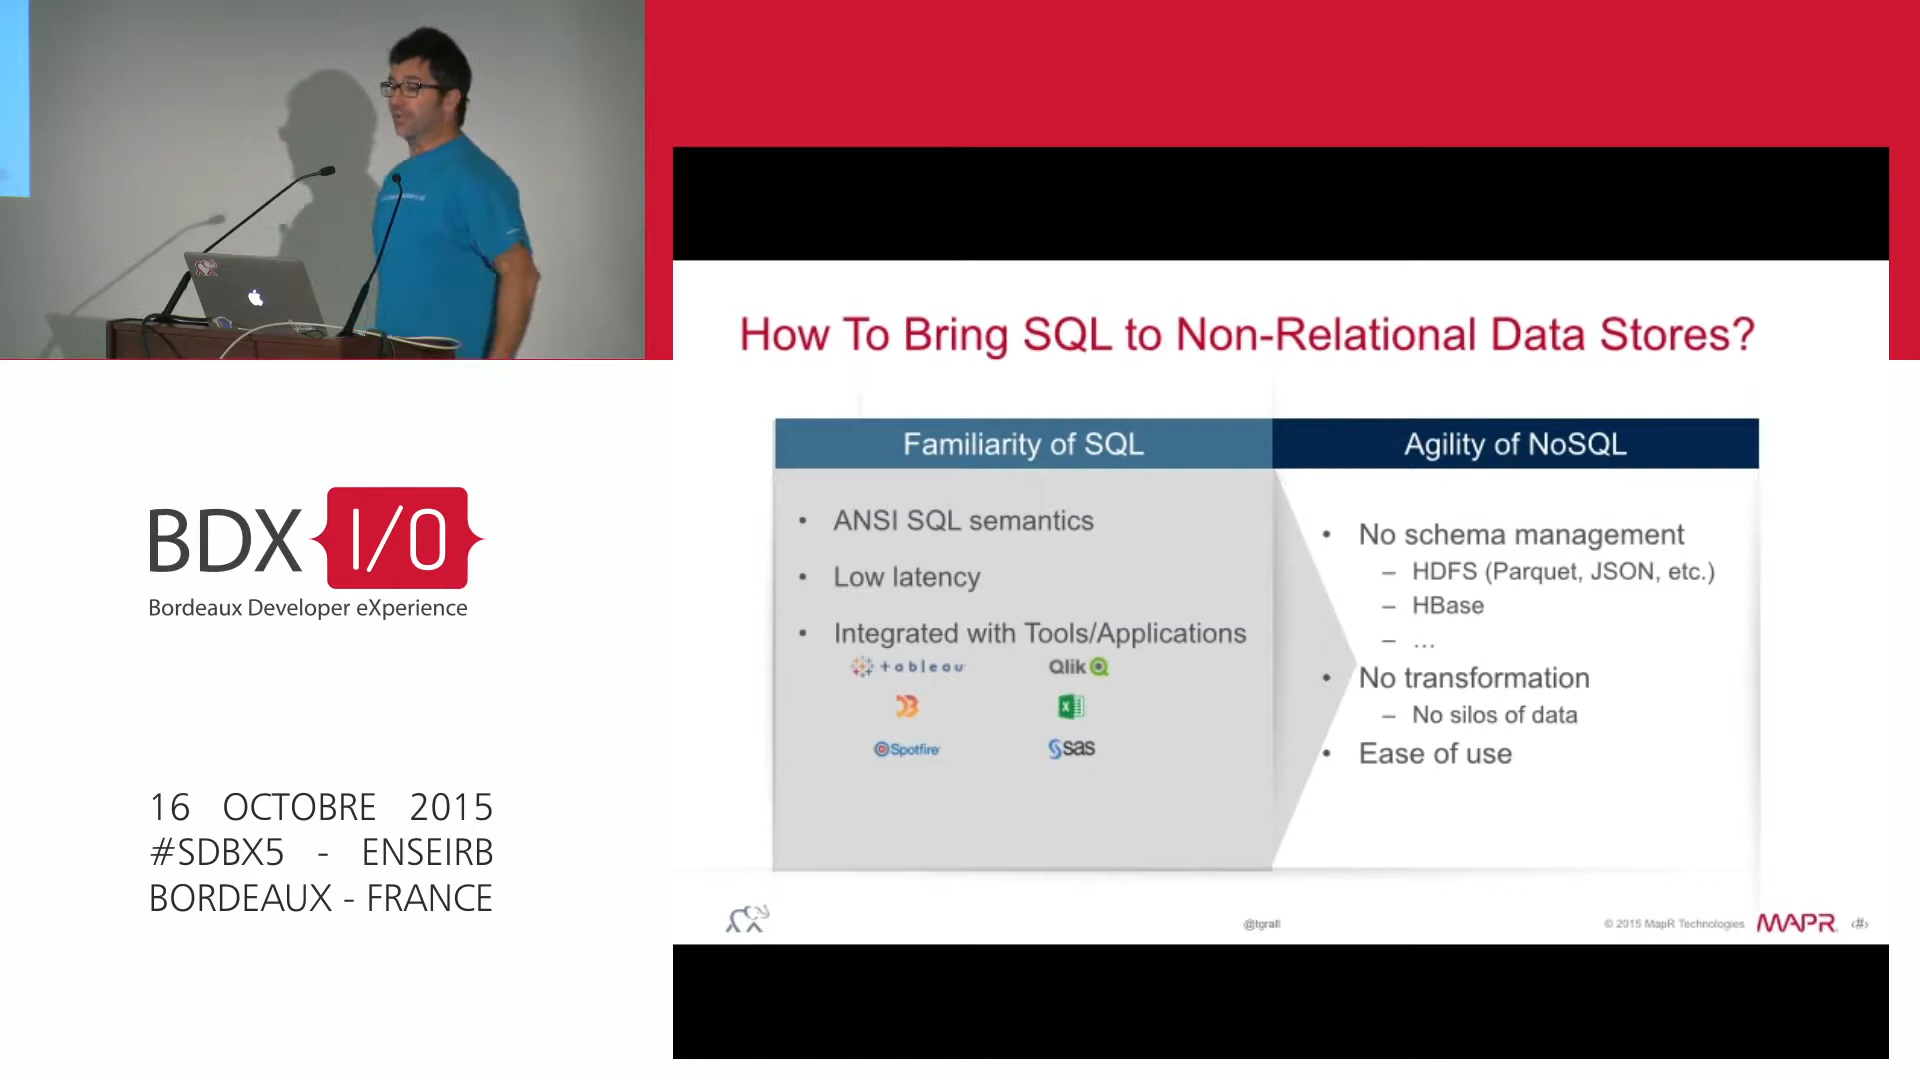 How To Bring SQL to Non-Relational Data Stores?
Familiarity of SQL
• ANSI SQL semantics
• Low latency
• Integrated with Tools/Applications
+ableau
Qlik
Spotfire
sas
Agility of NoSQL
• No schema management
– HDFS (Parquet, JSON, etc.)
– HBase
– ...
• No transformation
– No silos of data
• Ease of use
@tgrall
© 2015 MapR Technologies
MAPR
‹#›
BDX I/O
Bordeaux Developer eXperience
16 OCTOBRE 2015
#SDBX5 - ENSEIRB
BORDEAUX - FRANCE